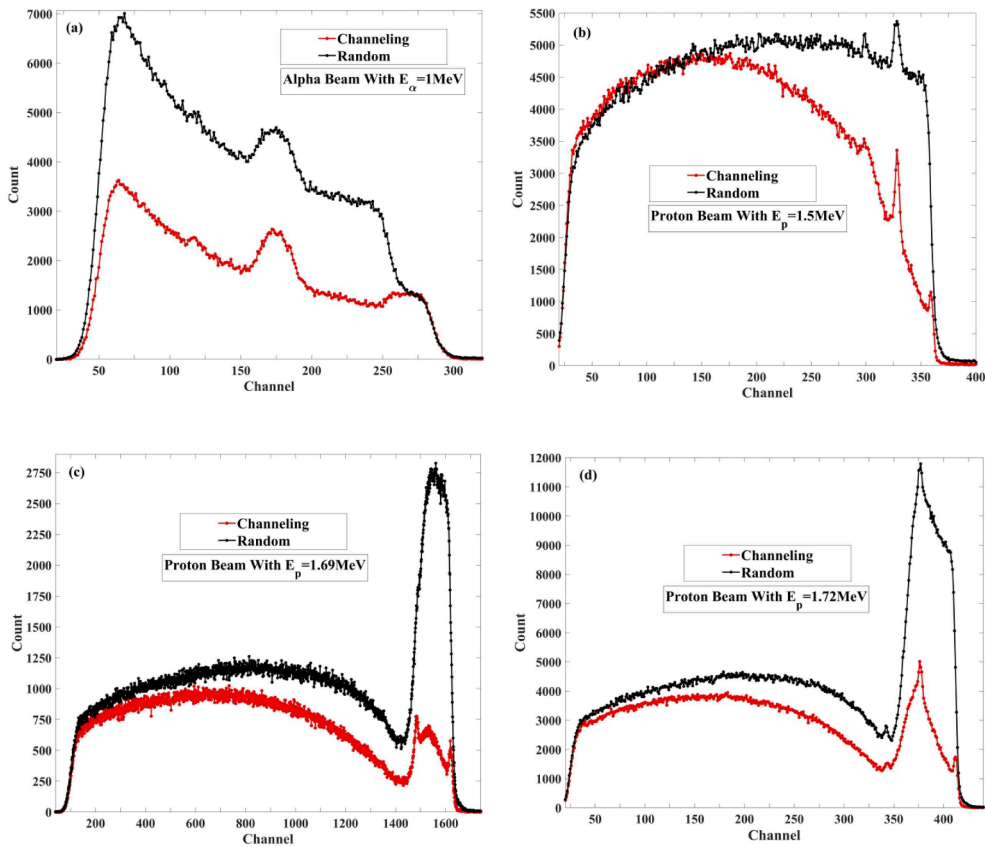 (a)
Channeling
Random
Alpha Beam With Eα=1MeV
Count
7000
6000
5000
4000
3000
2000
1000
0
50 100 150 200 250 300
Channel
(b)
Channeling
Random
Proton Beam With Ep=1.5MeV
Count
5500
5000
4500
4000
3500
3000
2500
2000
1500
1000
500
0
50 100 150 200 250 300 350 400
Channel
(c)
Channeling
Random
Proton Beam With Ep=1.69MeV
Count
2750
2500
2250
2000
1750
1500
1250
1000
750
500
250
0
200 400 600 800 1000 1200 1400 1600
Channel
(d)
Channeling
Random
Proton Beam With Ep=1.72MeV
Count
12000
11000
10000
9000
8000
7000
6000
5000
4000
3000
2000
1000
0
50 100 150 200 250 300 350 400
Channel